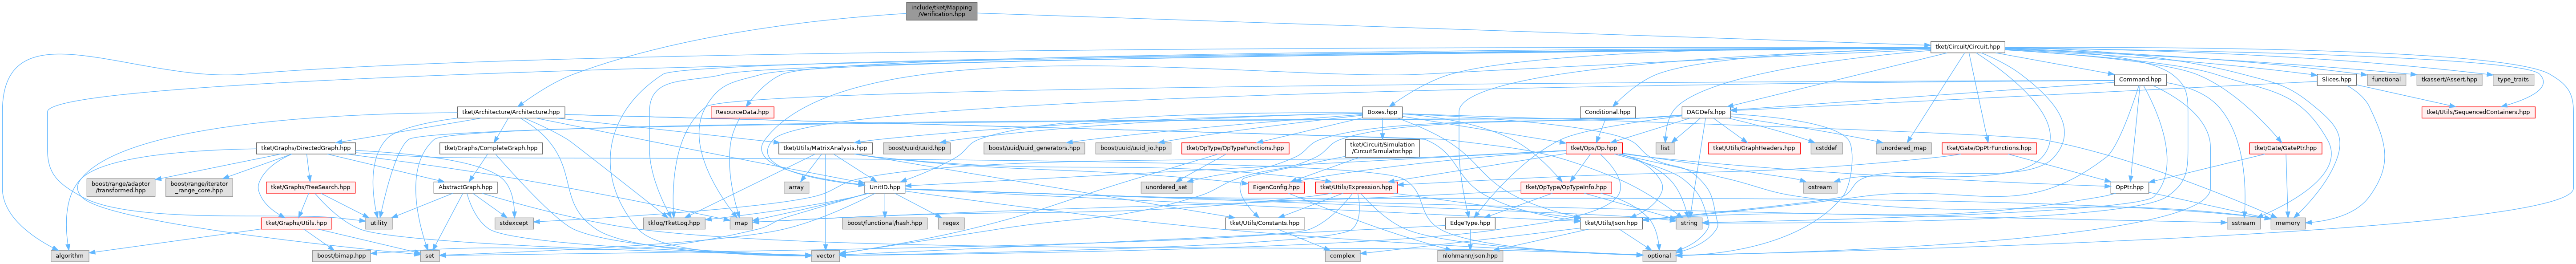 include/tket/Mapping
/Verification.hpp
tket/Circuit/Circuit.hpp
Command.hpp
Slices.hpp
functional
tkassert/Assert.hpp
type_traits
tket/Architecture/Architecture.hpp
ResourceData.hpp
Boxes.hpp
Conditional.hpp
DAGDefs.hpp
tket/Utils/SequencedContainers.hpp
tket/Graphs/DirectedGraph.hpp
tket/Graphs/CompleteGraph.hpp
tket/Utils/MatrixAnalysis.hpp
boost/uuid/uuid.hpp
boost/uuid/uuid_generators.hpp
boost/uuid/uuid_io.hpp
tket/OpType/OpTypeFunctions.hpp
tket/Circuit/Simulation
/CircuitSimulator.hpp
tket/Ops/Op.hpp
list
tket/Utils/GraphHeaders.hpp
cstddef
unordered_map
tket/Gate/OpPtrFunctions.hpp
tket/Gate/GatePtr.hpp
boost/range/adaptor
/transformed.hpp
boost/range/iterator
_range_core.hpp
tket/Graphs/TreeSearch.hpp
AbstractGraph.hpp
array
UnitID.hpp
unordered_set
EigenConfig.hpp
tket/Utils/Expression.hpp
tket/OpType/OpTypeInfo.hpp
ostream
OpPtr.hpp
tket/Graphs/Utils.hpp
utility
stdexcept
tklog/TketLog.hpp
map
boost/functional/hash.hpp
regex
tket/Utils/Constants.hpp
EdgeType.hpp
tket/Utils/Json.hpp
string
sstream
memory
algorithm
boost/bimap.hpp
set
vector
complex
nlohmann/json.hpp
optional